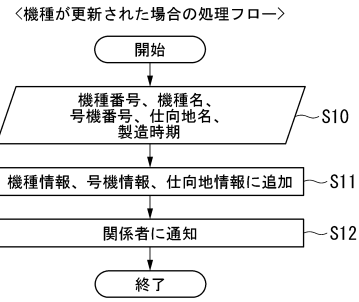 〈機種が更新された場合の処理フロー〉
開始
機種番号、機種名、
号機番号、仕向地名、
製造時期
S10
機種情報、号機情報、仕向地情報に追加
S11
関係者に通知
S12
終了